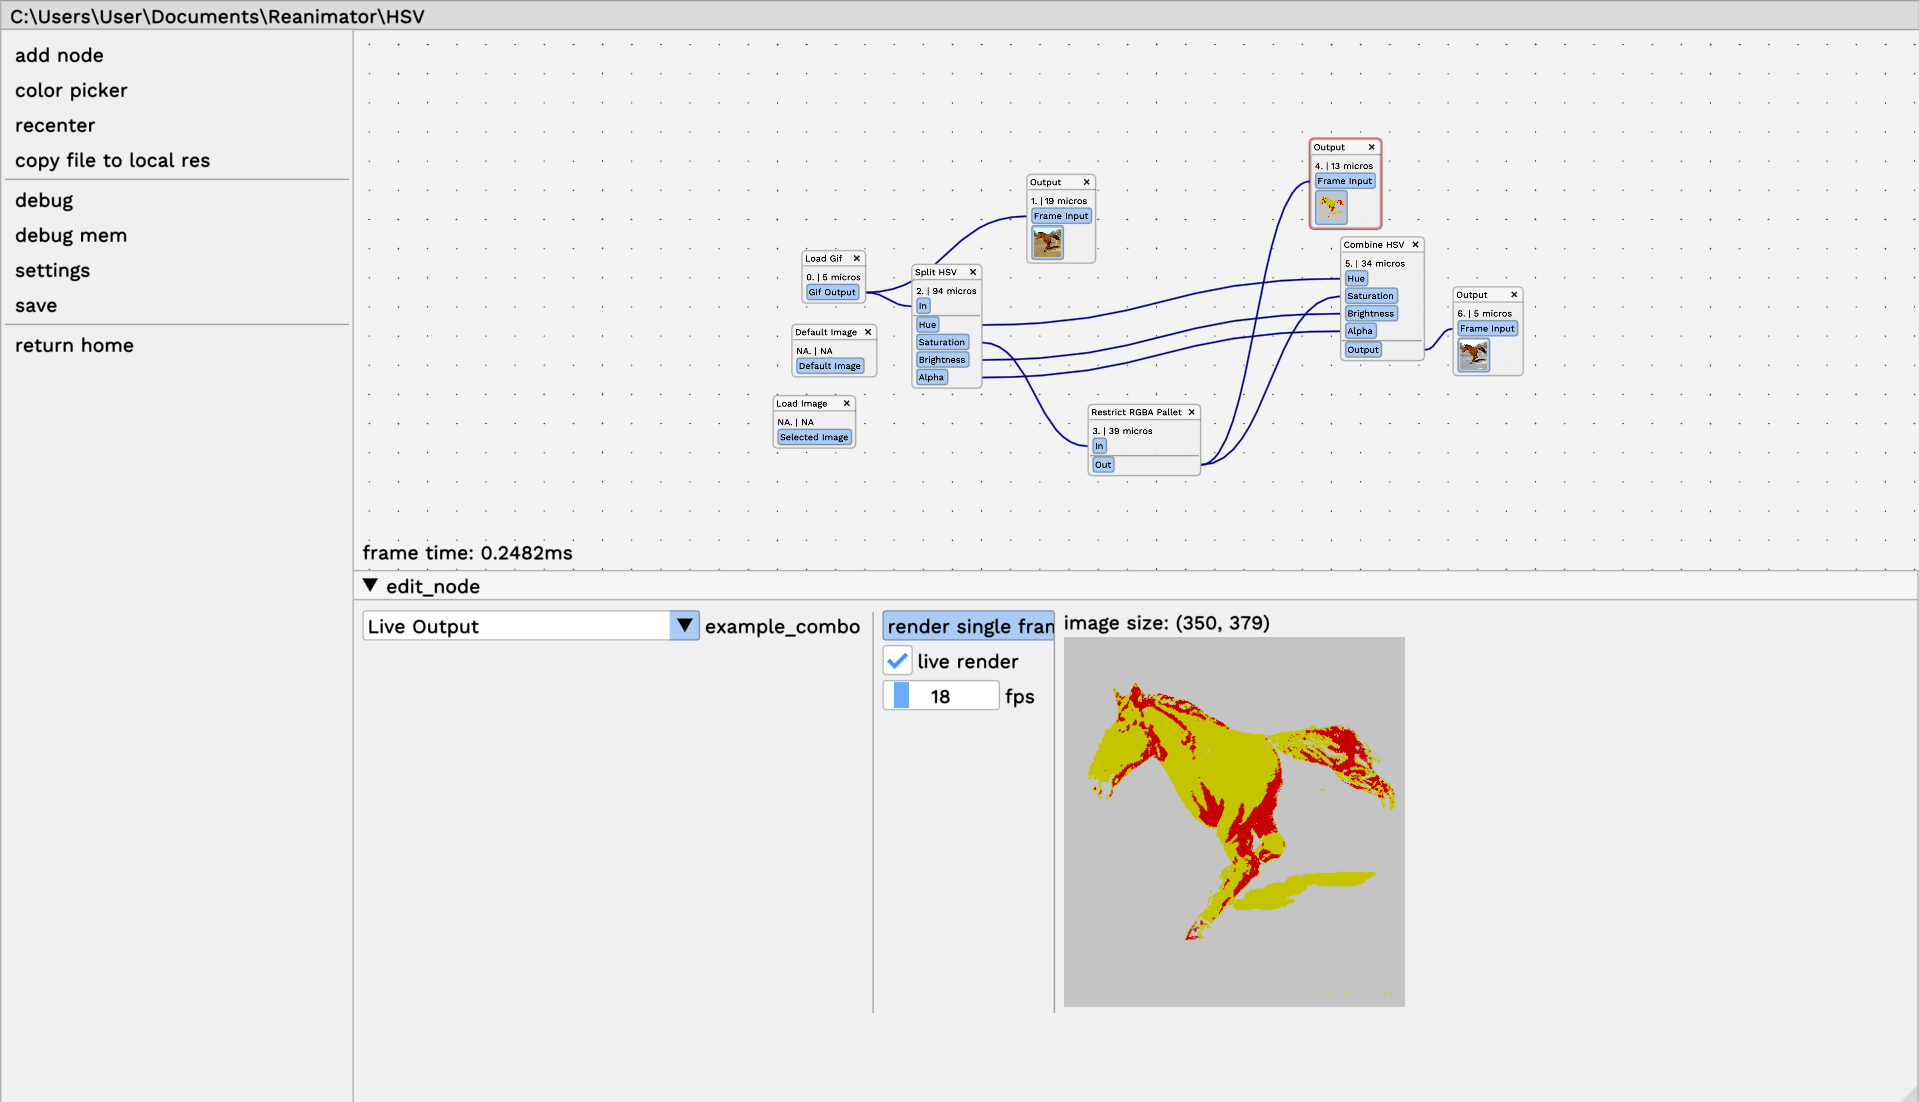 C:\Users\User\Documents\Reanimator\HSV
add node
color picker
recenter
copy file to local res
debug
debug mem
settings
save
return home
Load Gif
0. | 5 micros
Gif Output
Default Image
NA. | NA
Default Image
Load Image
NA. | NA
Selected Image
Split HSV
2. | 94 micros
In
Hue
Saturation
Brightness
Alpha
Output
1. | 19 micros
Frame Input
Restrict RGBA Pallet
3. | 39 micros
In
Out
Output
4. | 13 micros
Frame Input
Combine HSV
5. | 34 micros
Hue
Saturation
Brightness
Alpha
Output
Output
6. | 5 micros
Frame Input
frame time: 0.2482ms
edit_node
Live Output
example_combo
render single fran
live render
18
fps
image size: (350, 379)